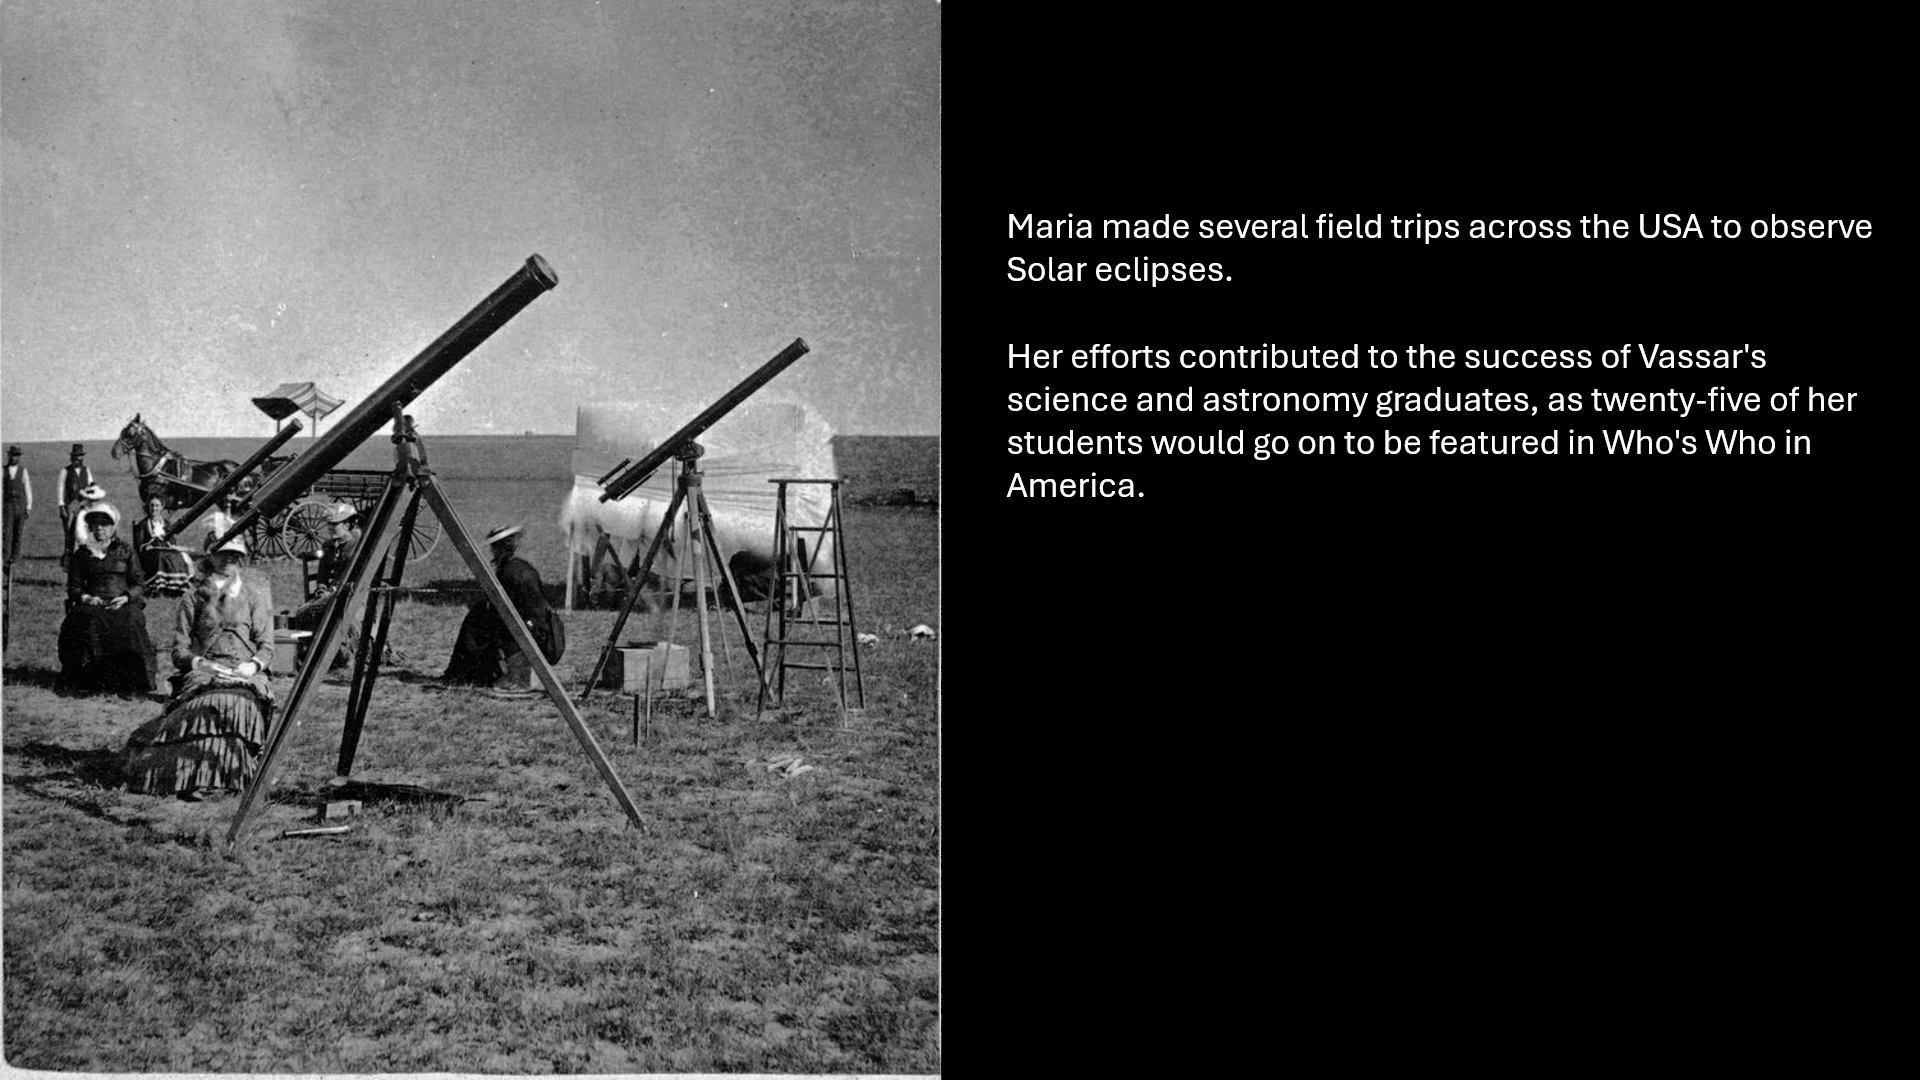 Maria made several field trips across the USA to observe
Solar eclipses.
Her efforts contributed to the success of Vassar's
science and astronomy graduates, as twenty-five of her
students would go on to be featured in Who's Who in
America.